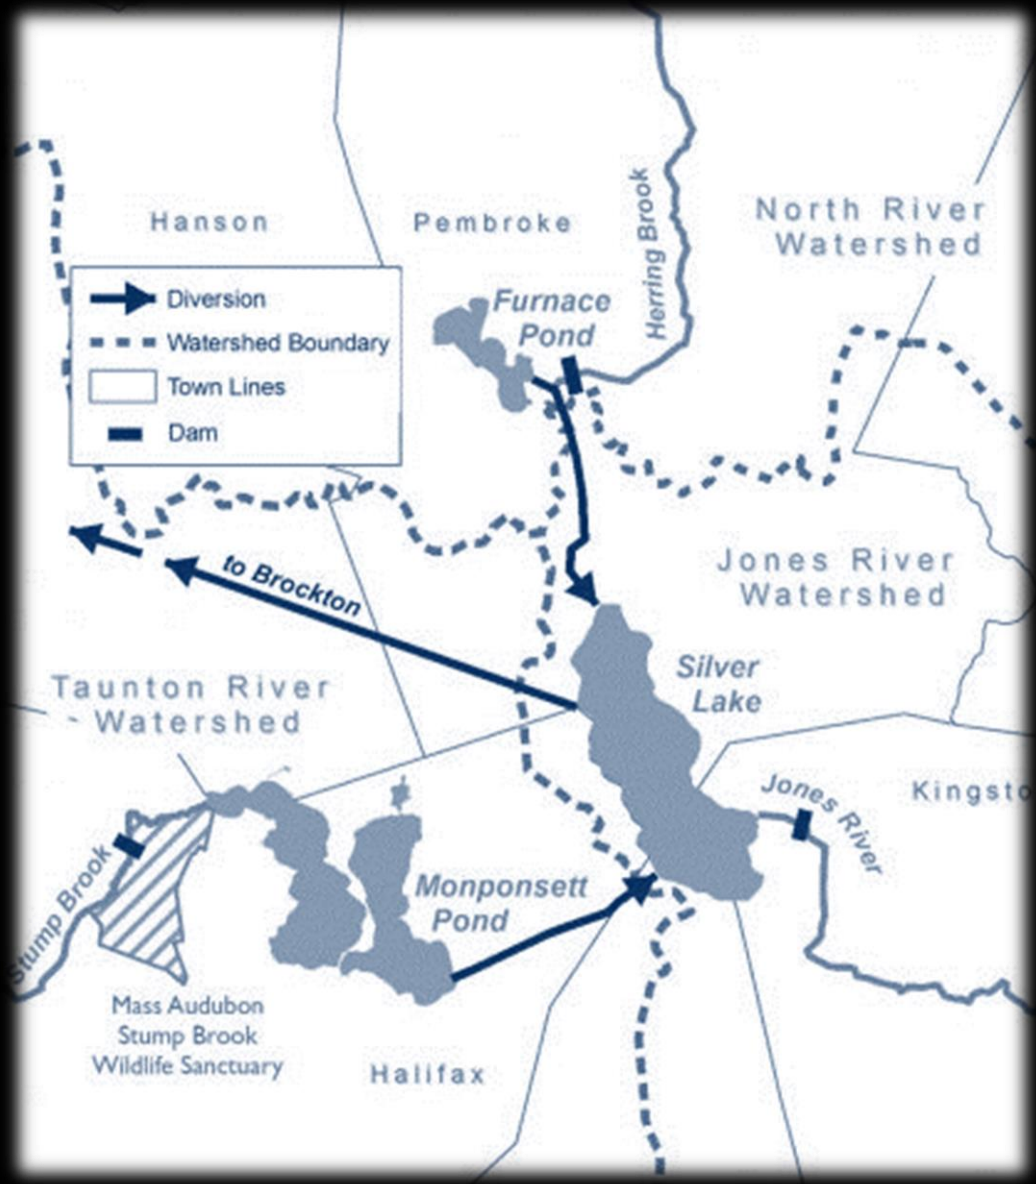 Hanson
Pembroke
Herring Brook
North River
Watershed
Diversion
Watershed Boundary
Town Lines
Dam
Furnace
Pond
to Brockton
Jones River
Watershed
Taunton River
Watershed
Silver
Lake
Jones River
Kingsto
Stump Brook
Monponsett
Pond
Mass Audubon
Stump Brook
Wildlife Sanctuary
Halifax